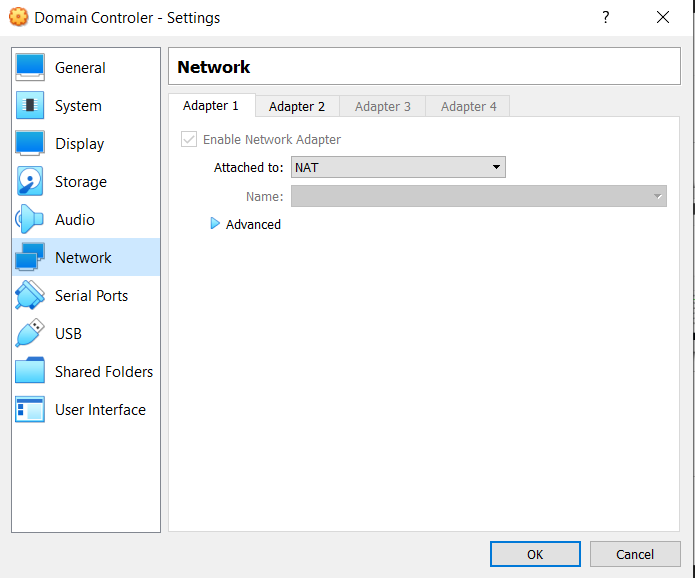 Domain Controler - Settings
?
General
System
Display
Storage
Audio
Network
Serial Ports
USB
Shared Folders
User Interface
Network
Adapter 1
Adapter 2
Adapter 3
Adapter 4
Enable Network Adapter
Attached to: NAT
Name:
Advanced
OK
Cancel